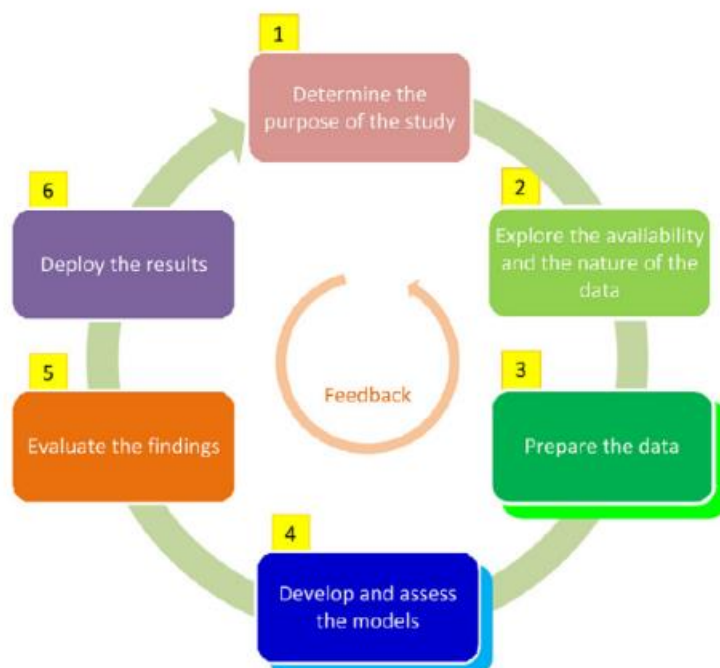 1
Determine the
purpose of the study
2
Explore the availability
and the nature of the
data
3
Prepare the data
4
Develop and assess
the models
5
Evaluate the findings
6
Deploy the results
Feedback